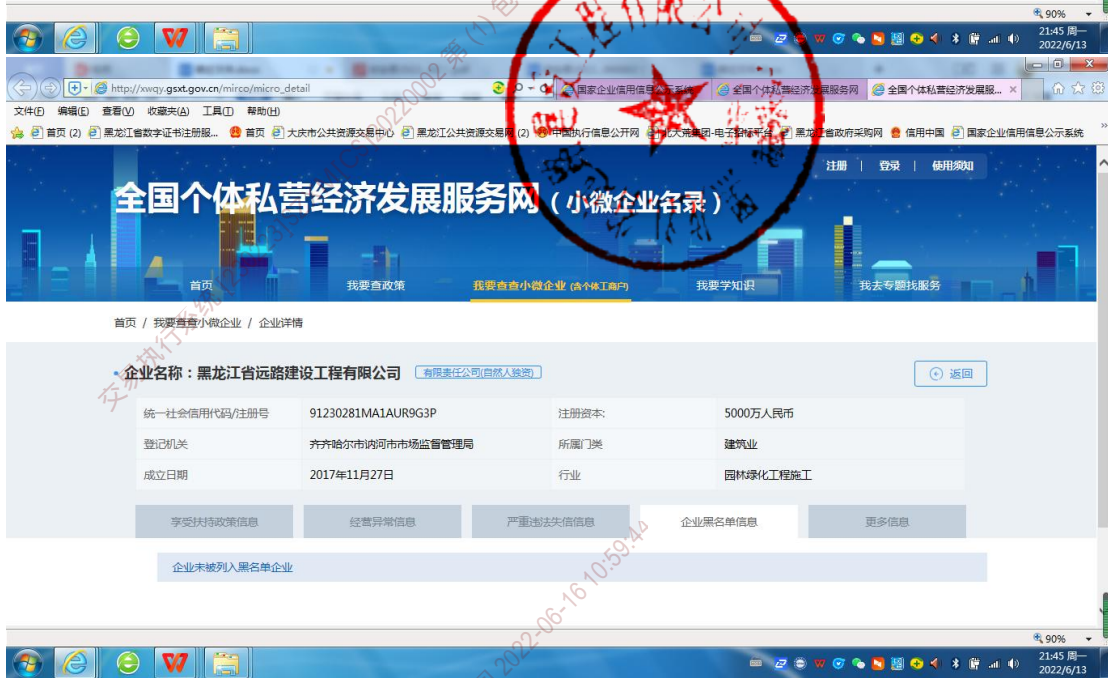 90%
21:45 周一
2022/6/13
http://xwqy.gsxt.gov.cn/mirco/micro_detail
国家企业信用信息公示系统
全国个体私营经济发展服务网
全国个体私营经济发展服...
文件(F) 编辑(E) 查看(V) 收藏夹(A) 工具(T) 帮助(H)
首页 (2) 黑龙江省数字证书注册服... 首页 大庆市公共资源交易中心 黑龙江公共资源交易网 (2) 中国执行信息公开网 北大荒集团-电子招标平台 黑龙江省政府采购网 信用中国 国家企业信用信息公示系统
注册 | 登录 | 使用须知
全国个体私营经济发展服务网(小微企业名录)
首页 我要查政策 我要查查小微企业 (含个体工商户) 我要学知识 我去专题找服务
首页 / 我要查查小微企业 / 企业详情
企业名称:黑龙江省远路建设工程有限公司 有限责任公司(自然人独资) 返回
统一社会信用代码/注册号 91230281MA1AUR9G3P 注册资本: 5000万人民币
登记机关 齐齐哈尔市讷河市市场监督管理局 所属门类 建筑业
成立日期 2017年11月27日 行业 园林绿化工程施工
享受扶持政策信息 经营异常信息 严重违法失信信息 企业黑名单信息 更多信息
企业未被列入黑名单企业
交易执行系统
2022-06-16 10:59:44
90%
21:45 周一
2022/6/13